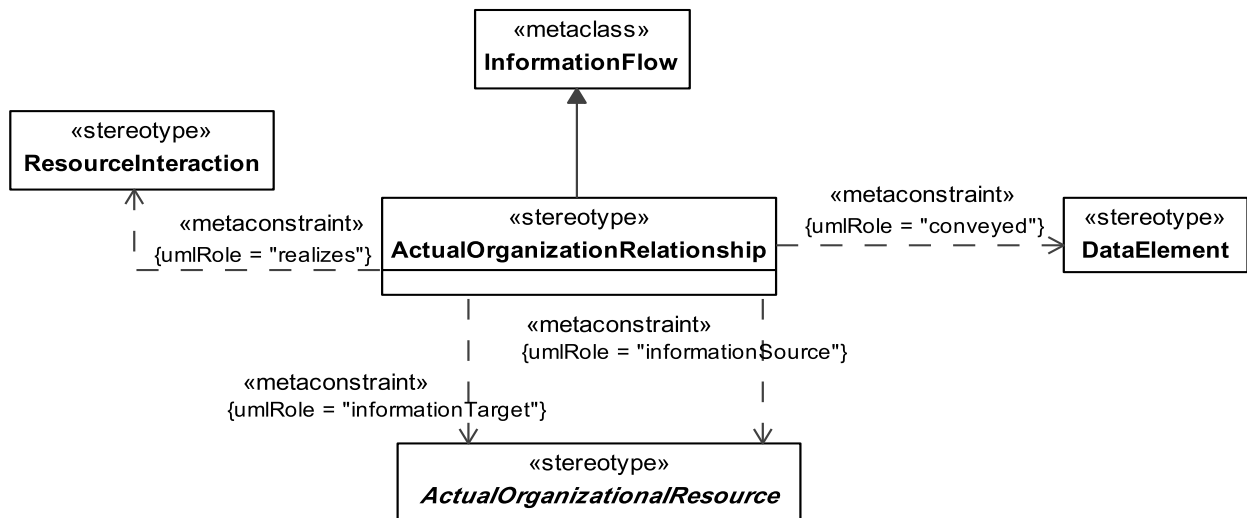 «metaclass»
InformationFlow
«stereotype»
ResourceInteraction
«metaconstraint»
{umlRole = "realizes"}
«stereotype»
ActualOrganizationRelationship
«metaconstraint»
{umlRole = "conveyed"}
«stereotype»
DataElement
«metaconstraint»
{umlRole = "informationSource"}
«metaconstraint»
{umlRole = "informationTarget"}
«stereotype»
ActualOrganizationalResource